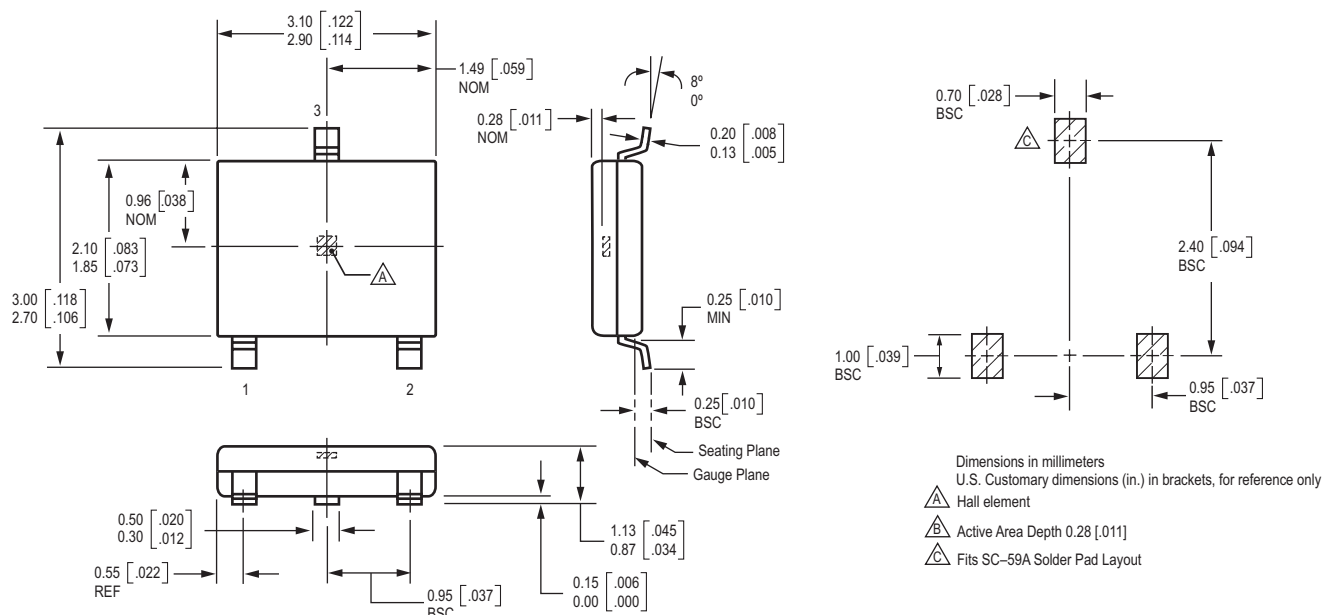 3.10 [.122]
2.90 [.114]
1.49 [.059]
NOM
8º
0º
0.70 [.028]
BSC
3
0.28 [.011]
NOM
0.20 [.008]
0.13 [.005]
C
0.96 [.038]
NOM
2.10 [.083]
1.85 [.073]
2.40 [.094]
BSC
A
3.00 [.118]
2.70 [.106]
0.25 [.010]
MIN
1.00 [.039]
BSC
1
2
0.95 [.037]
BSC
0.25 [.010]
BSC
Seating Plane
Gauge Plane
Dimensions in millimeters
U.S. Customary dimensions (in.) in brackets, for reference only
A Hall element
B Active Area Depth 0.28 [.011]
C Fits SC–59A Solder Pad Layout
0.50 [.020]
0.30 [.012]
1.13 [.045]
0.87 [.034]
0.55 [.022]
REF
0.95 [.037]
BSC
0.15 [.006]
0.00 [.000]